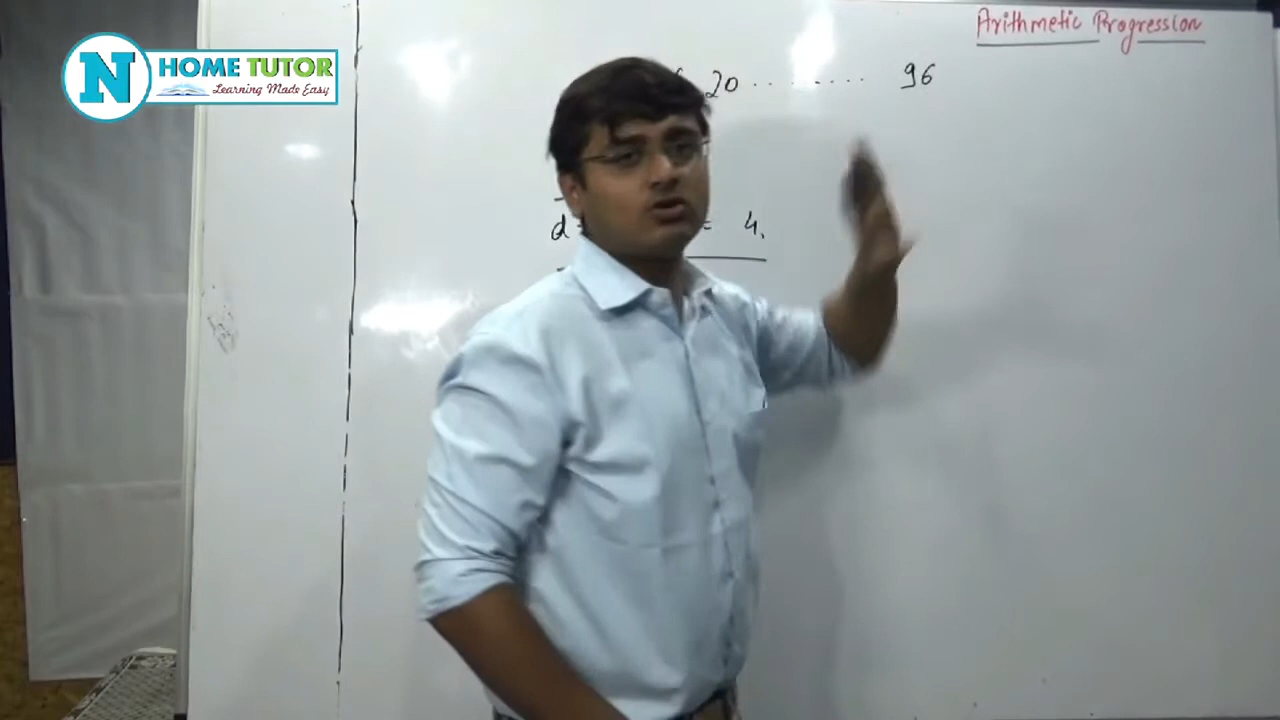 Arithmetic Progression
N HOME TUTOR
Learning Made Easy
20 ········ 96
d = 4.